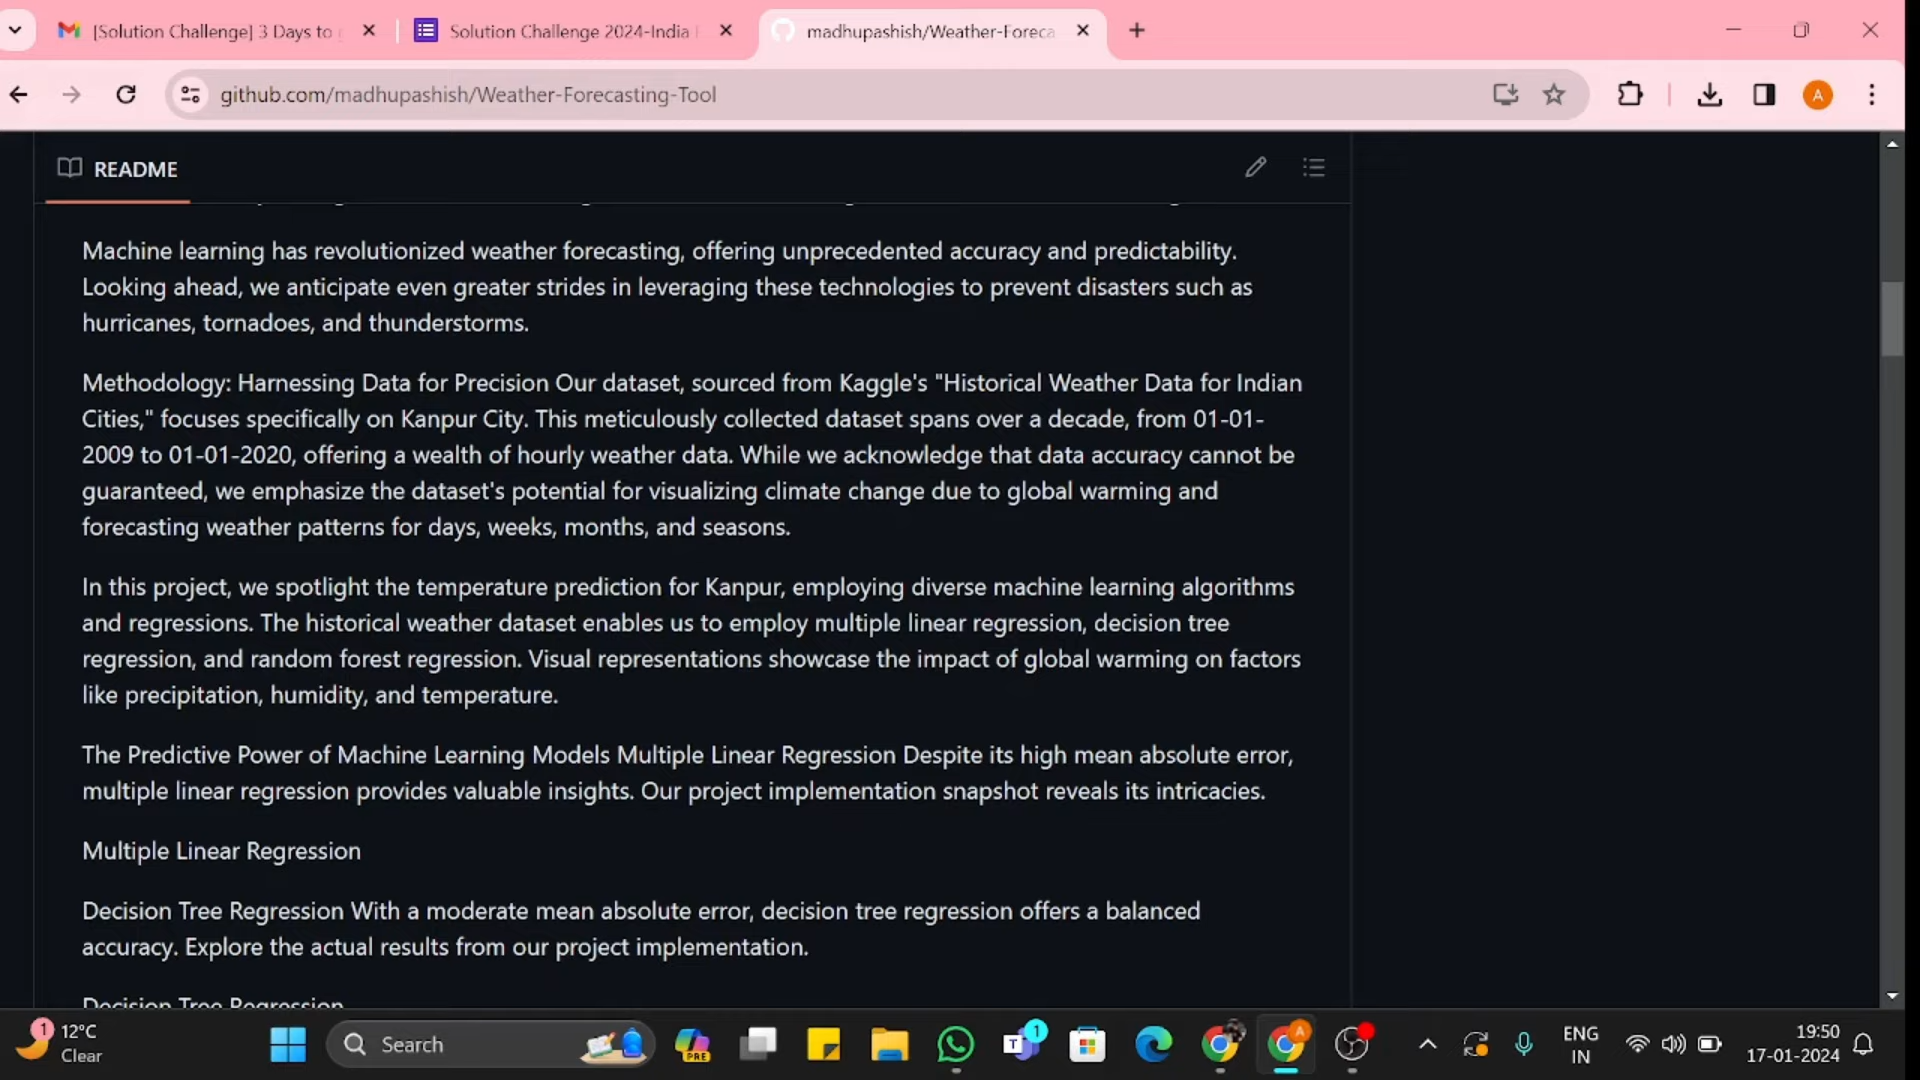 [Solution Challenge] 3 Days to
Solution Challenge 2024-India
madhupashish/Weather-Foreca
github.com/madhupashish/Weather-Forecasting-Tool
A
README
Machine learning has revolutionized weather forecasting, offering unprecedented accuracy and predictability.
Looking ahead, we anticipate even greater strides in leveraging these technologies to prevent disasters such as
hurricanes, tornadoes, and thunderstorms.
Methodology: Harnessing Data for Precision Our dataset, sourced from Kaggle's "Historical Weather Data for Indian
Cities," focuses specifically on Kanpur City. This meticulously collected dataset spans over a decade, from 01-01-
2009 to 01-01-2020, offering a wealth of hourly weather data. While we acknowledge that data accuracy cannot be
guaranteed, we emphasize the dataset's potential for visualizing climate change due to global warming and
forecasting weather patterns for days, weeks, months, and seasons.
In this project, we spotlight the temperature prediction for Kanpur, employing diverse machine learning algorithms
and regressions. The historical weather dataset enables us to employ multiple linear regression, decision tree
regression, and random forest regression. Visual representations showcase the impact of global warming on factors
like precipitation, humidity, and temperature.
The Predictive Power of Machine Learning Models Multiple Linear Regression Despite its high mean absolute error,
multiple linear regression provides valuable insights. Our project implementation snapshot reveals its intricacies.
Multiple Linear Regression
Decision Tree Regression With a moderate mean absolute error, decision tree regression offers a balanced
accuracy. Explore the actual results from our project implementation.
Decision Tree Regression
1
12°C
Clear
Search
PRE
T
1
A
ENG
IN
19:50
17-01-2024